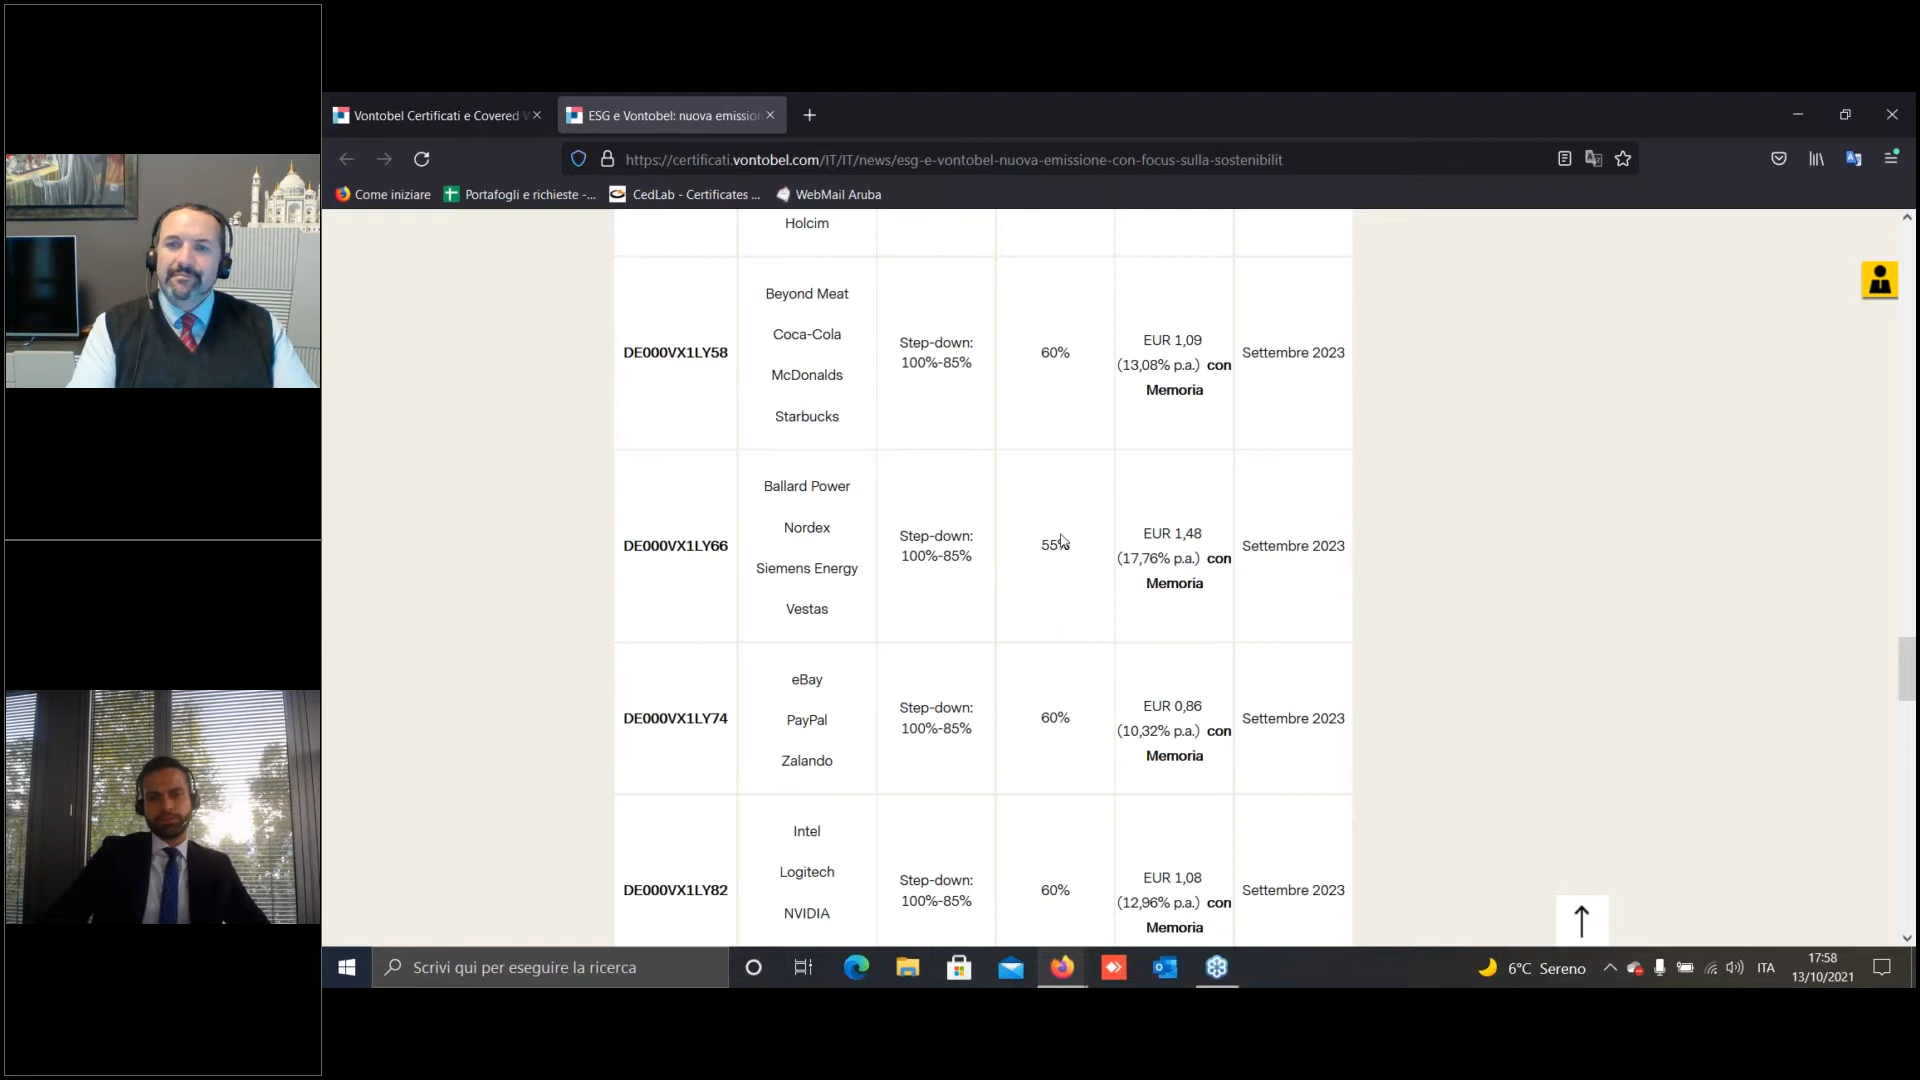 Vontobel Certificati e Covered W
ESG e Vontobel: nuova emission
https://certificati.vontobel.com/IT/IT/news/esg-e-vontobel-nuova-emissione-con-focus-sulla-sostenibilit
Come iniziare
Portafogli e richieste -...
CedLab - Certificates ...
WebMail Aruba
Holcim
DE000VX1LY58
Beyond Meat
Coca-Cola
McDonalds
Starbucks
Step-down:
100%-85%
60%
EUR 1,09
(13,08% p.a.) con
Memoria
Settembre 2023
DE000VX1LY66
Ballard Power
Nordex
Siemens Energy
Vestas
Step-down:
100%-85%
55%
EUR 1,48
(17,76% p.a.) con
Memoria
Settembre 2023
DE000VX1LY74
eBay
PayPal
Zalando
Step-down:
100%-85%
60%
EUR 0,86
(10,32% p.a.) con
Memoria
Settembre 2023
DE000VX1LY82
Intel
Logitech
NVIDIA
Step-down:
100%-85%
60%
EUR 1,08
(12,96% p.a.) con
Memoria
Settembre 2023
Scrivi qui per eseguire la ricerca
6°C Sereno
ITA
17:58
13/10/2021